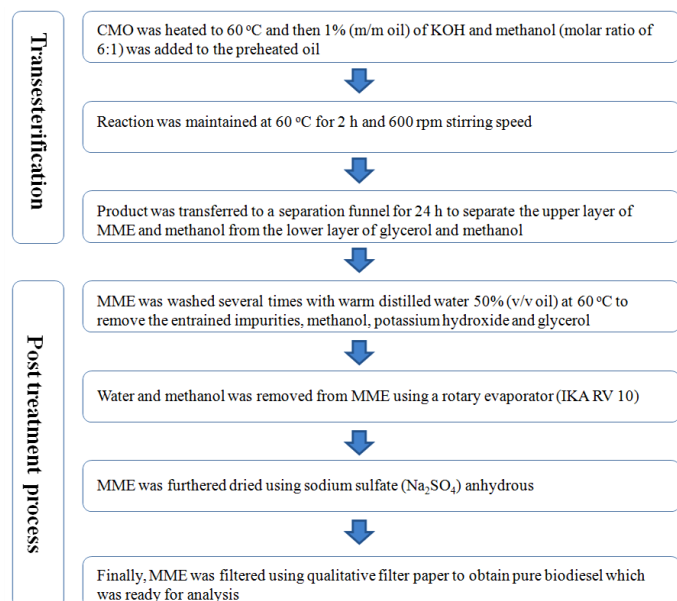 Transesterification
CMO was heated to 60 ºC and then 1% (m/m oil) of KOH and methanol (molar ratio of
6:1) was added to the preheated oil
Reaction was maintained at 60 ºC for 2 h and 600 rpm stirring speed
Product was transferred to a separation funnel for 24 h to separate the upper layer of
MME and methanol from the lower layer of glycerol and methanol
Post treatment process
MME was washed several times with warm distilled water 50% (v/v oil) at 60 ºC to
remove the entrained impurities, methanol, potassium hydroxide and glycerol
Water and methanol was removed from MME using a rotary evaporator (IKA RV 10)
MME was furthered dried using sodium sulfate (Na₂SO₄) anhydrous
Finally, MME was filtered using qualitative filter paper to obtain pure biodiesel which
was ready for analysis